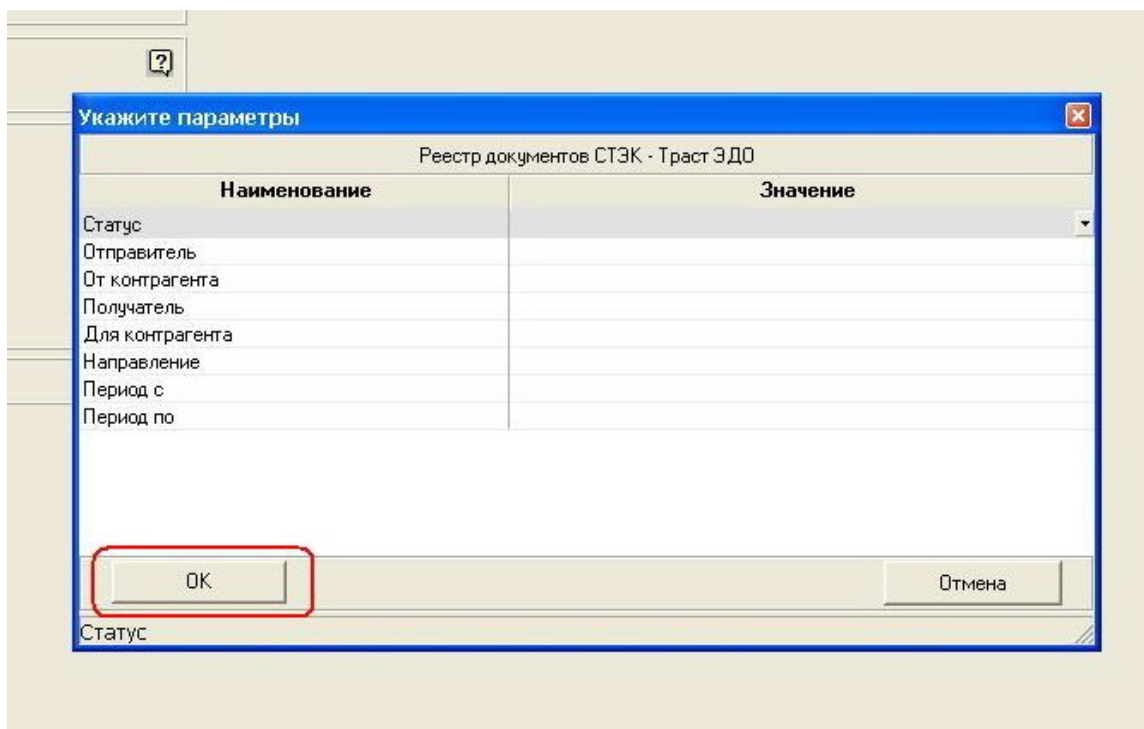 ?
Укажите параметры
Реестр документов СТЭК - Траст ЭДО
Наименование Значение
Статус
Отправитель
От контрагента
Получатель
Для контрагента
Направление
Период с
Период по
OK Отмена
Статус